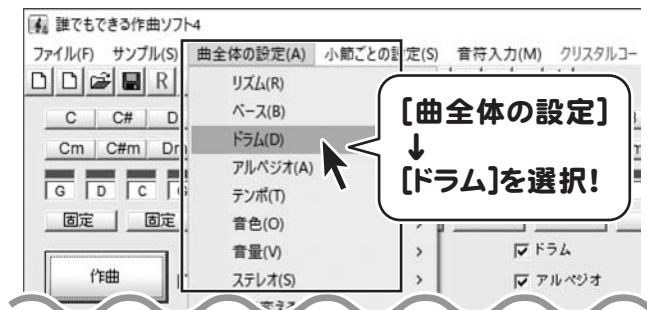 誰でもできる作曲ソフト4
ファイル(F) サンプル(S) 曲全体の設定(A) 小節ごとの設定(S) 音符入力(M) クリスタルコー
R
リズム(R)
ベース(B)
ドラム(D)
アルペジオ(A)
テンポ(T)
音色(O)
音量(V)
ステレオ(S)
C C# D
Cm C#m Dm
G D C G
固定 固定
作曲
[曲全体の設定]
↓
[ドラム]を選択!
ドラム
アルペジオ